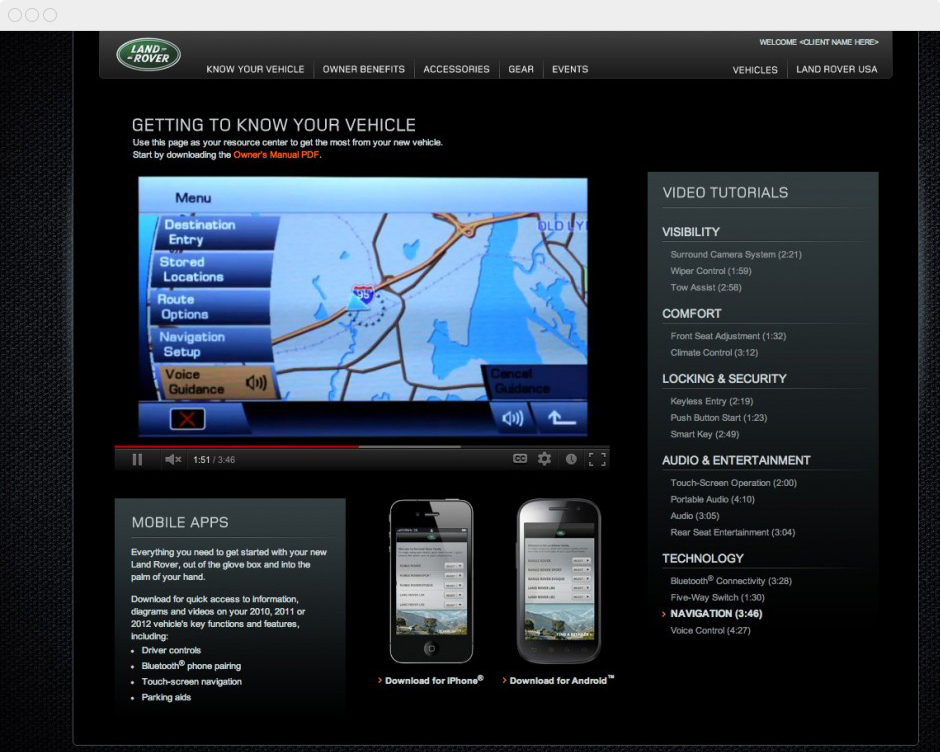 LAND-
-ROVER
WELCOME <CLIENT NAME HERE>
KNOW YOUR VEHICLE
OWNER BENEFITS
ACCESSORIES
GEAR
EVENTS
VEHICLES
LAND ROVER USA
GETTING TO KNOW YOUR VEHICLE
Use this page as your resource center to get the most from your new vehicle.
Start by downloading the Owner's Manual PDF.
Menu
Destination
Entry
Stored
Locations
Route
Options
Navigation
Setup
Voice
Guidance
OLD LY
95
Cancel
Guidance
1:51 / 3:46
CC
VIDEO TUTORIALS
VISIBILITY
Surround Camera System (2:21)
Wiper Control (1:59)
Tow Assist (2:58)
COMFORT
Front Seat Adjustment (1:32)
Climate Control (3:12)
LOCKING & SECURITY
Keyless Entry (2:19)
Push Button Start (1:23)
Smart Key (2:49)
AUDIO & ENTERTAINMENT
Touch-Screen Operation (2:00)
Portable Audio (4:10)
Audio (3:05)
Rear Seat Entertainment (3:04)
TECHNOLOGY
Bluetooth® Connectivity (3:28)
Five-Way Switch (1:30)
› NAVIGATION (3:46)
Voice Control (4:27)
MOBILE APPS
Everything you need to get started with your new
Land Rover, out of the glove box and into the
palm of your hand.
Download for quick access to information,
diagrams and videos on your 2010, 2011 or
2012 vehicle's key functions and features,
including:
• Driver controls
• Bluetooth® phone pairing
• Touch-screen navigation
• Parking aids
› Download for iPhone®
› Download for Android™